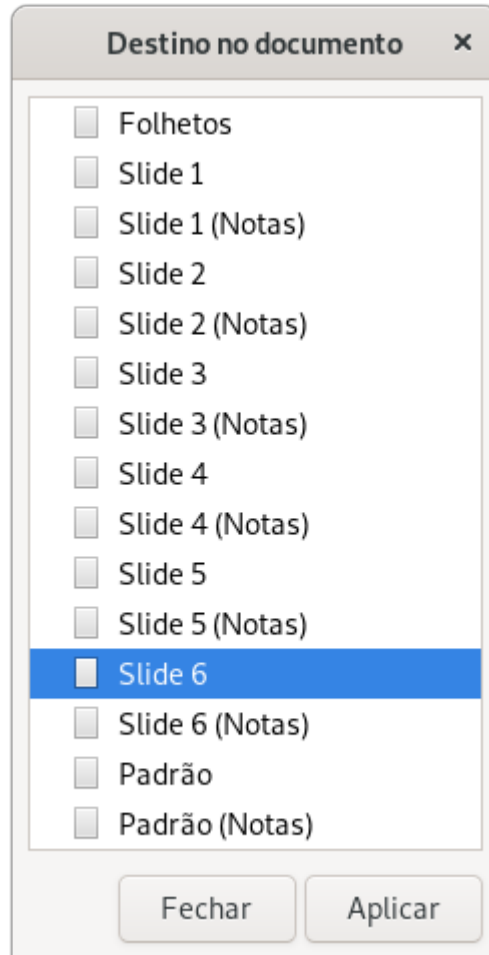 Destino no documento
Folhetos
Slide 1
Slide 1 (Notas)
Slide 2
Slide 2 (Notas)
Slide 3
Slide 3 (Notas)
Slide 4
Slide 4 (Notas)
Slide 5
Slide 5 (Notas)
Slide 6
Slide 6 (Notas)
Padrão
Padrão (Notas)
Fechar Aplicar